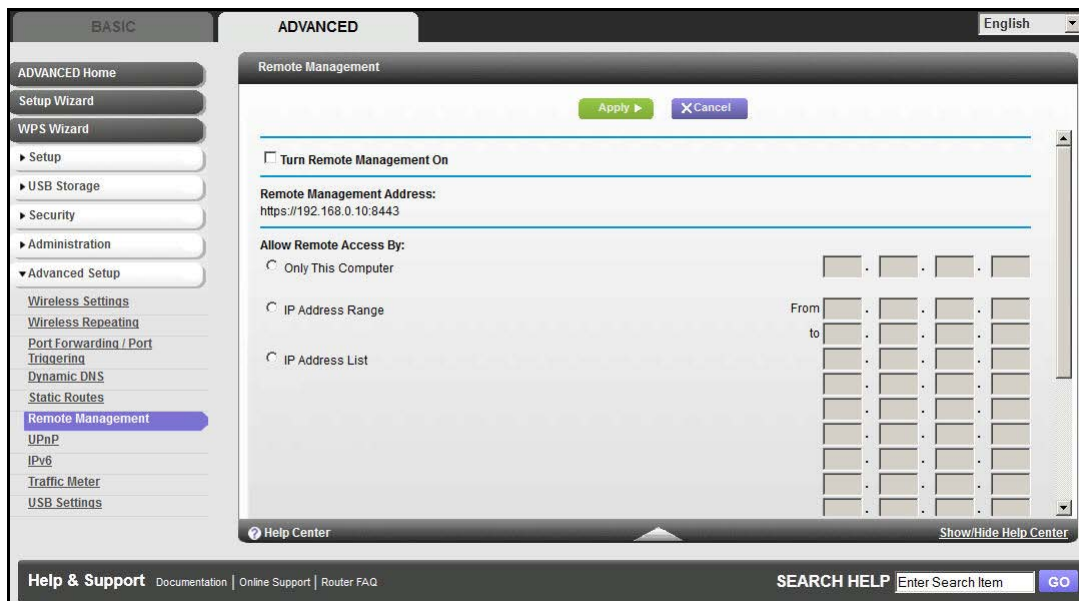 BASIC
ADVANCED
English
ADVANCED Home
Setup Wizard
WPS Wizard
Setup
USB Storage
Security
Administration
Advanced Setup
Wireless Settings
Wireless Repeating
Port Forwarding / Port
Triggering
Dynamic DNS
Static Routes
Remote Management
UPnP
IPv6
Traffic Meter
USB Settings
Remote Management
Apply
Cancel
Turn Remote Management On
Remote Management Address:
https://192.168.0.10:8443
Allow Remote Access By:
Only This Computer
IP Address Range
From
to
IP Address List
Help Center
Show/Hide Help Center
Help & Support Documentation | Online Support | Router FAQ
SEARCH HELP Enter Search Item GO